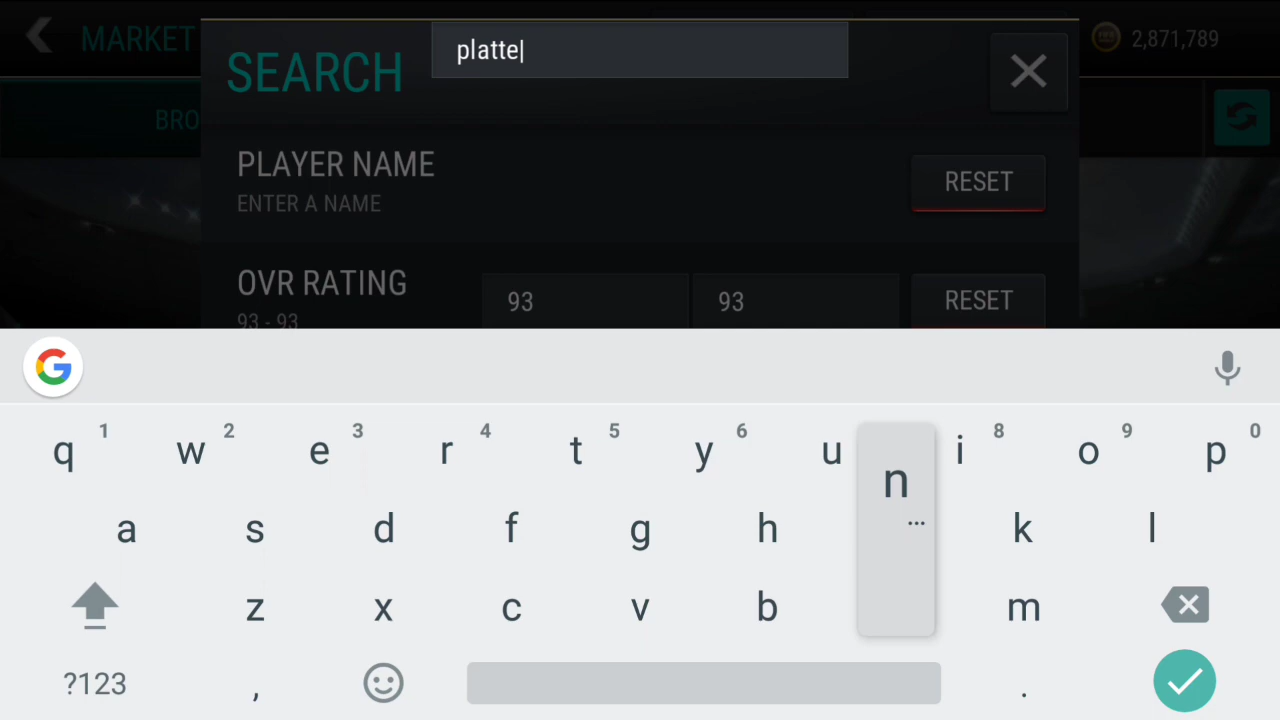 MARKET
platte
2,871,789
SEARCH
BRO
PLAYER NAME
ENTER A NAME
RESET
OVR RATING
93 - 93
93
93
RESET
q 1 w 2 e 3 r 4 t 5 y 6 u i 8 o 9 p 0
a s d f g h k l
n
...
z x c v b m
?123 , .